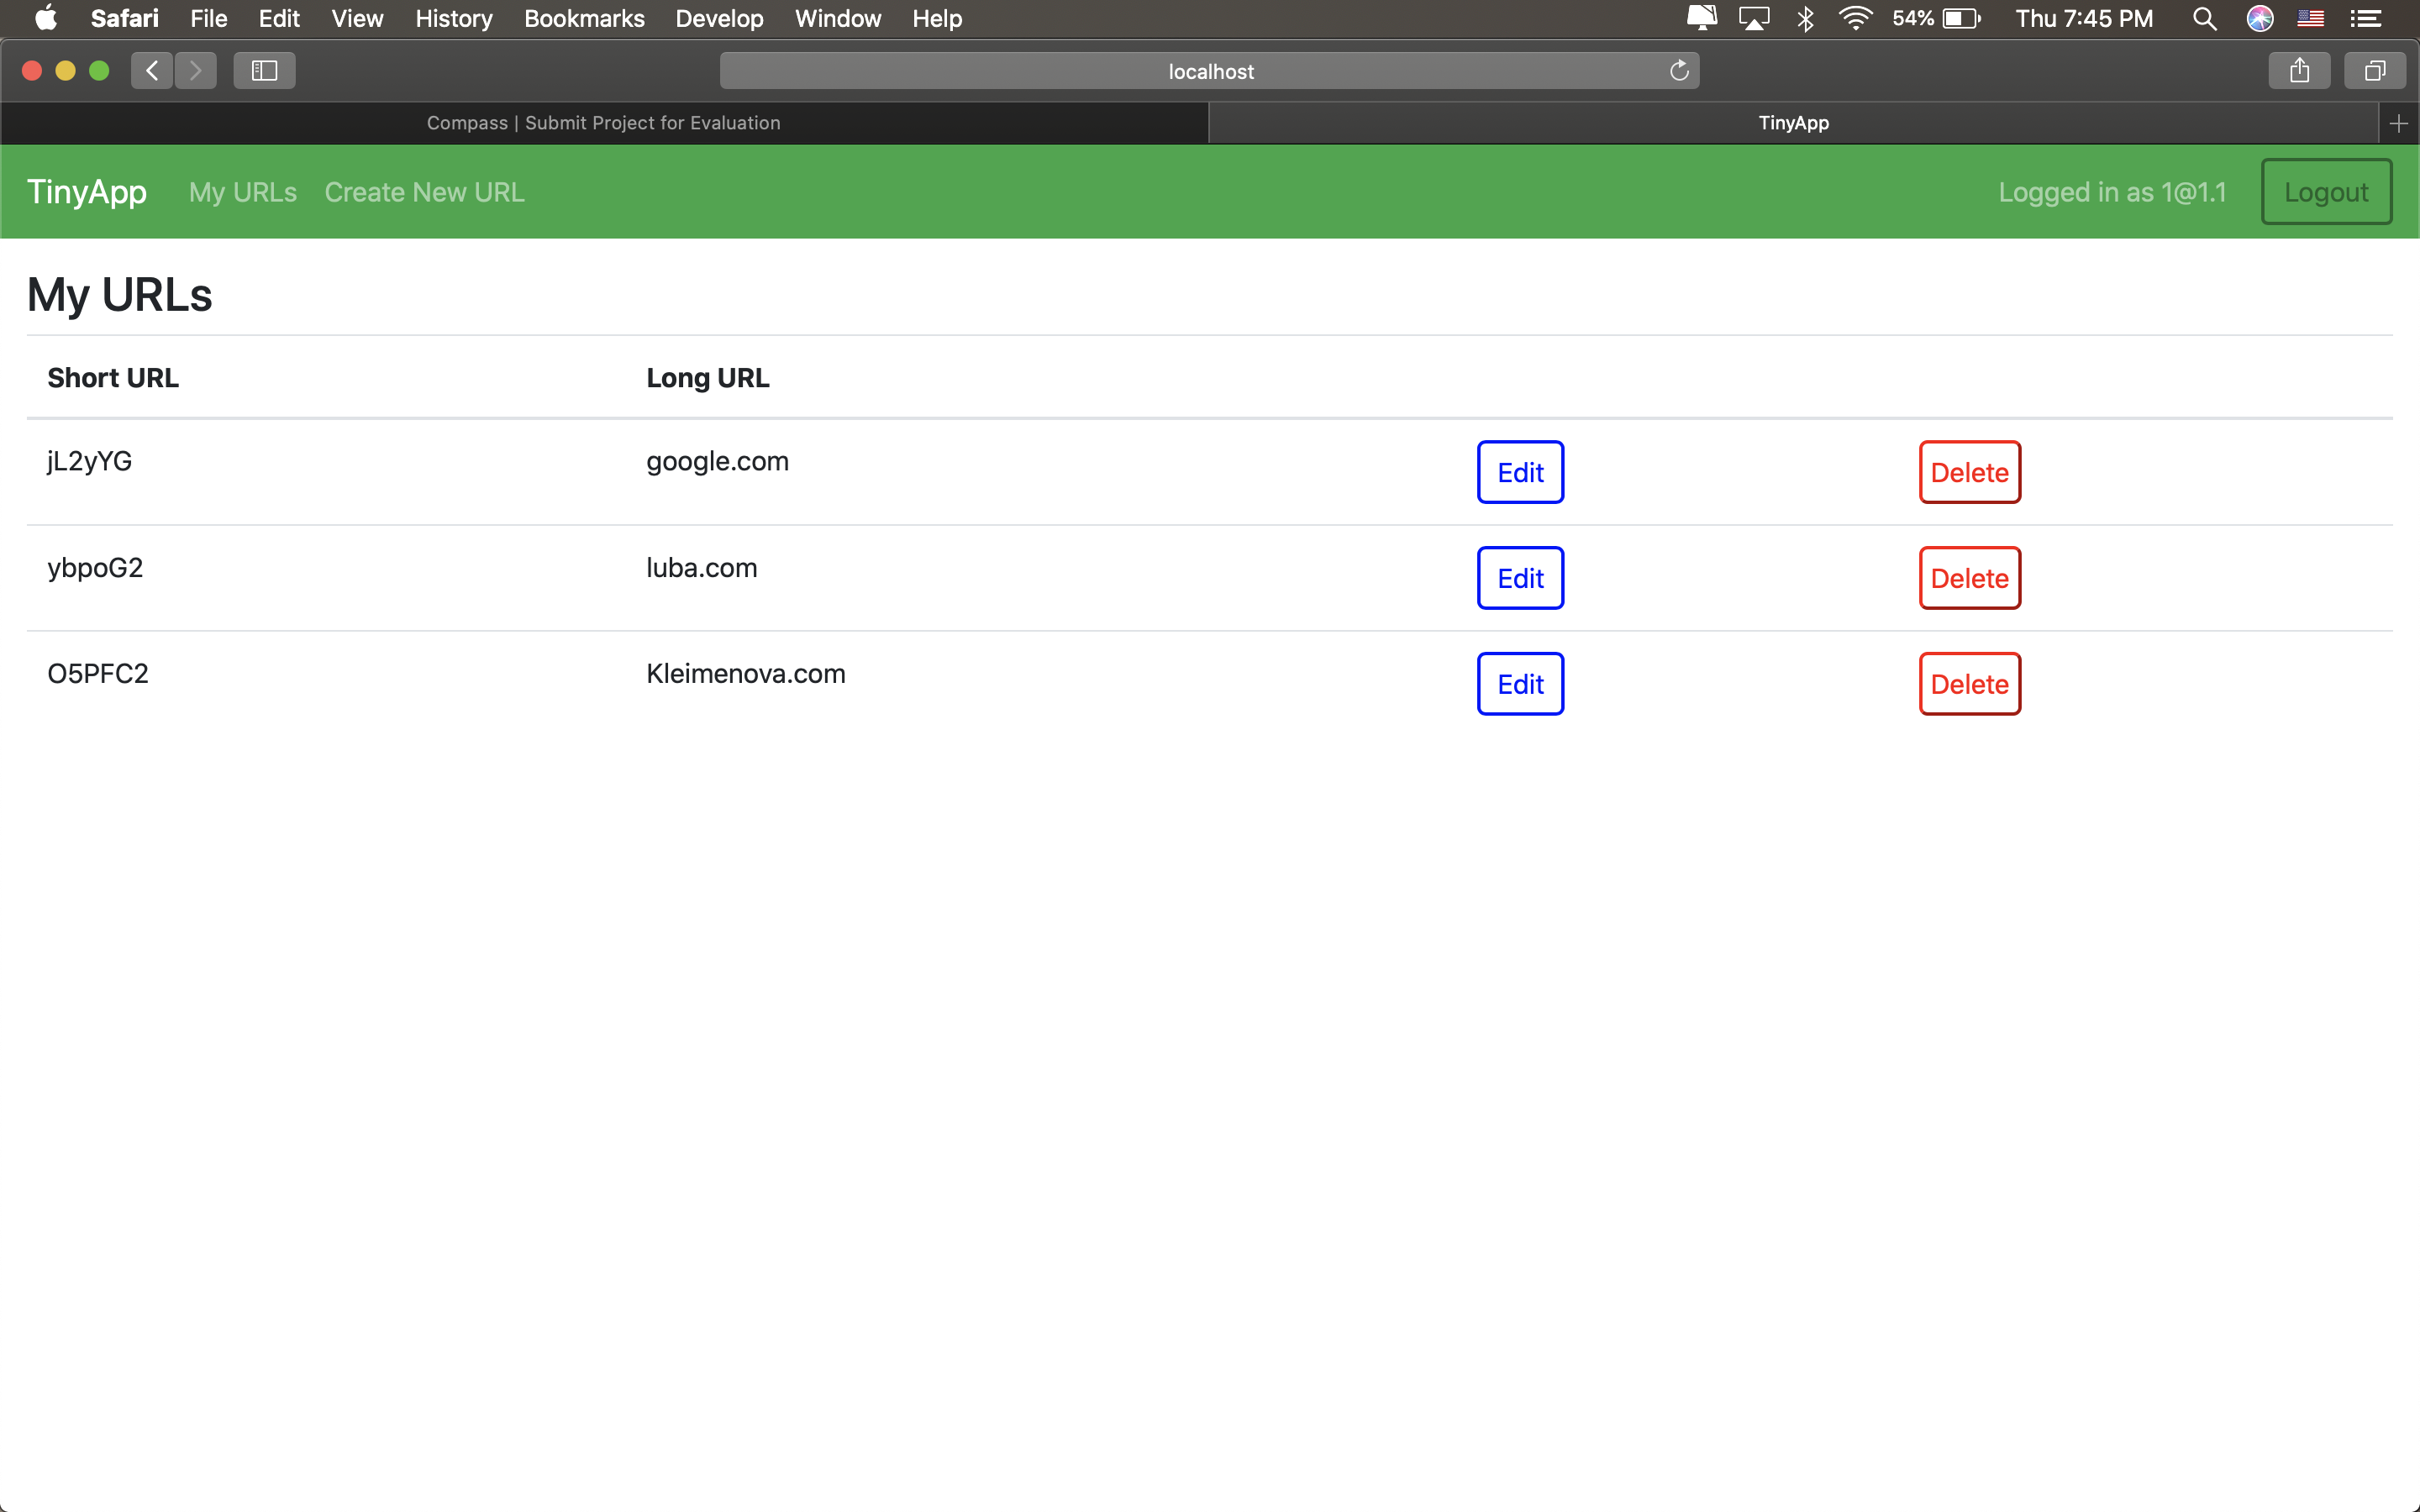 Safari File Edit View History Bookmarks Develop Window Help 54% Thu 7:45 PM
localhost
Compass | Submit Project for Evaluation TinyApp
TinyApp My URLs Create New URL Logged in as 1@1.1 Logout
My URLs
Short URL Long URL
jL2yYG google.com Edit Delete
ybpoG2 luba.com Edit Delete
O5PFC2 Kleimenova.com Edit Delete